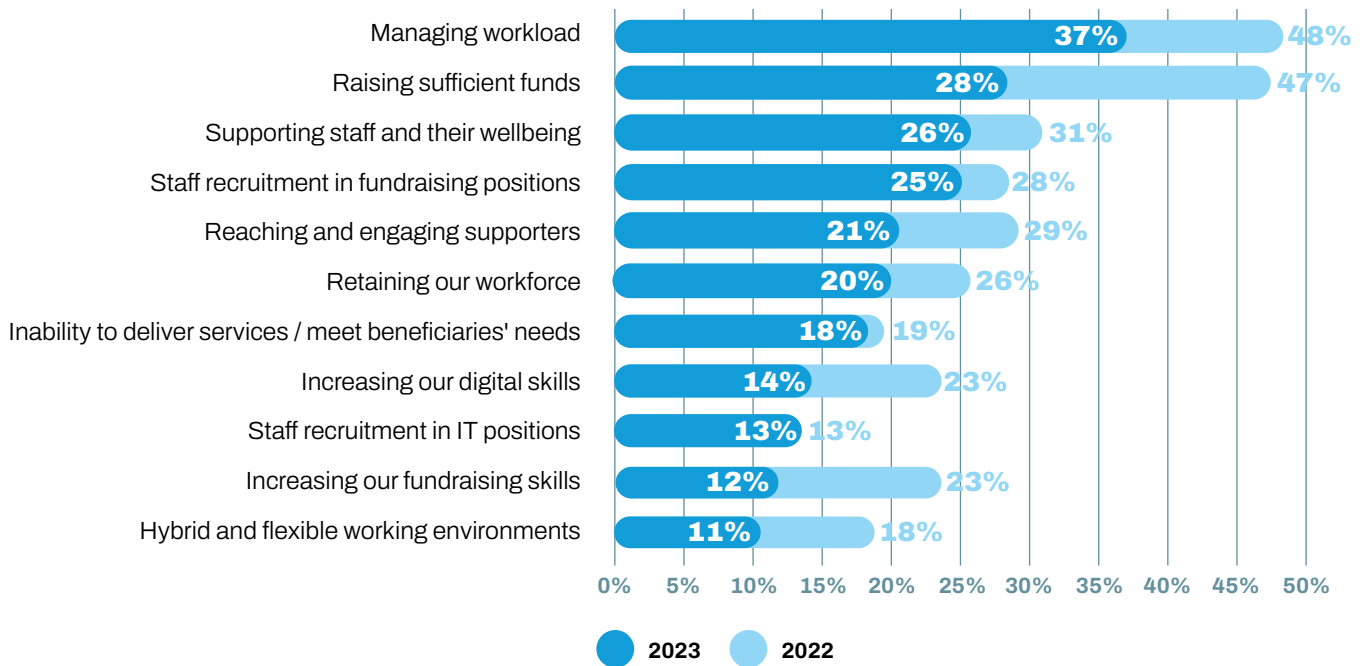 Managing workload 37% 48%
Raising sufficient funds 28% 47%
Supporting staff and their wellbeing 26% 31%
Staff recruitment in fundraising positions 25% 28%
Reaching and engaging supporters 21% 29%
Retaining our workforce 20% 26%
Inability to deliver services / meet beneficiaries' needs 18% 19%
Increasing our digital skills 14% 23%
Staff recruitment in IT positions 13% 13%
Increasing our fundraising skills 12% 23%
Hybrid and flexible working environments 11% 18%
0% 5% 10% 15% 20% 25% 30% 35% 40% 45% 50%
2023 2022